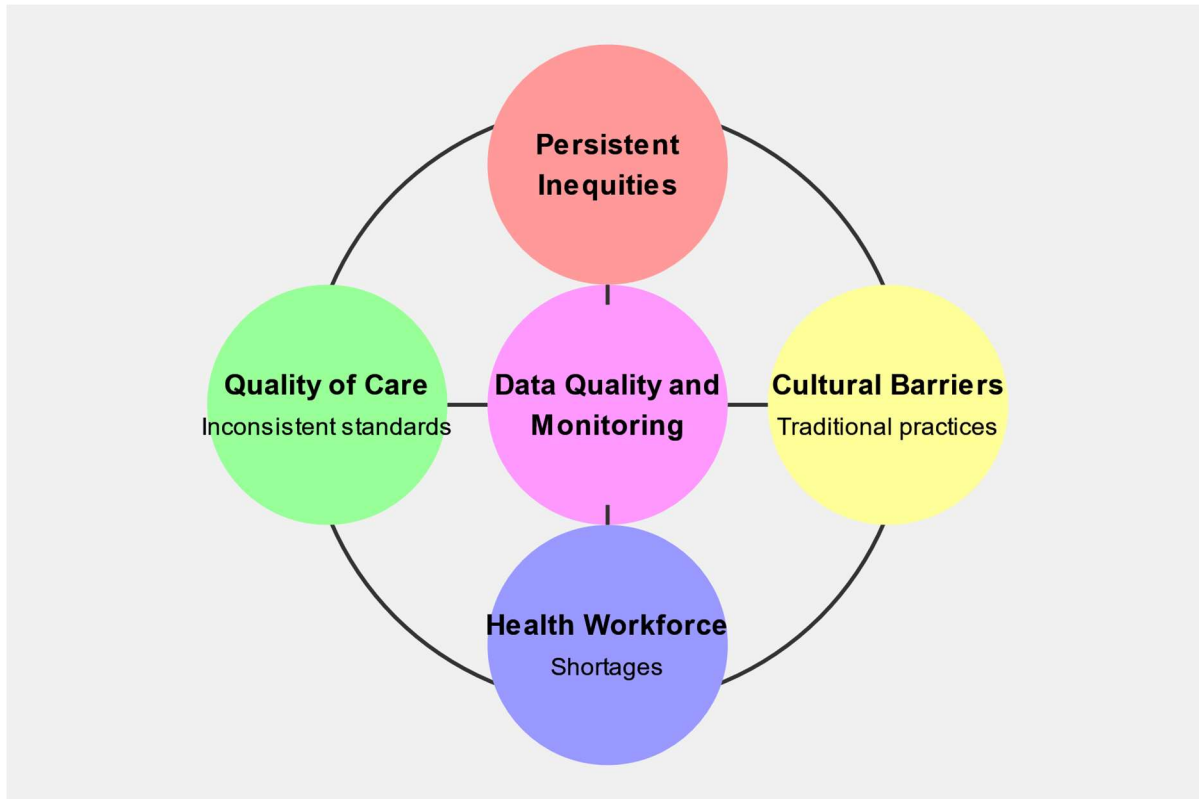 Persistent
Inequities
Quality of Care
Inconsistent standards
Data Quality and
Monitoring
Cultural Barriers
Traditional practices
Health Workforce
Shortages